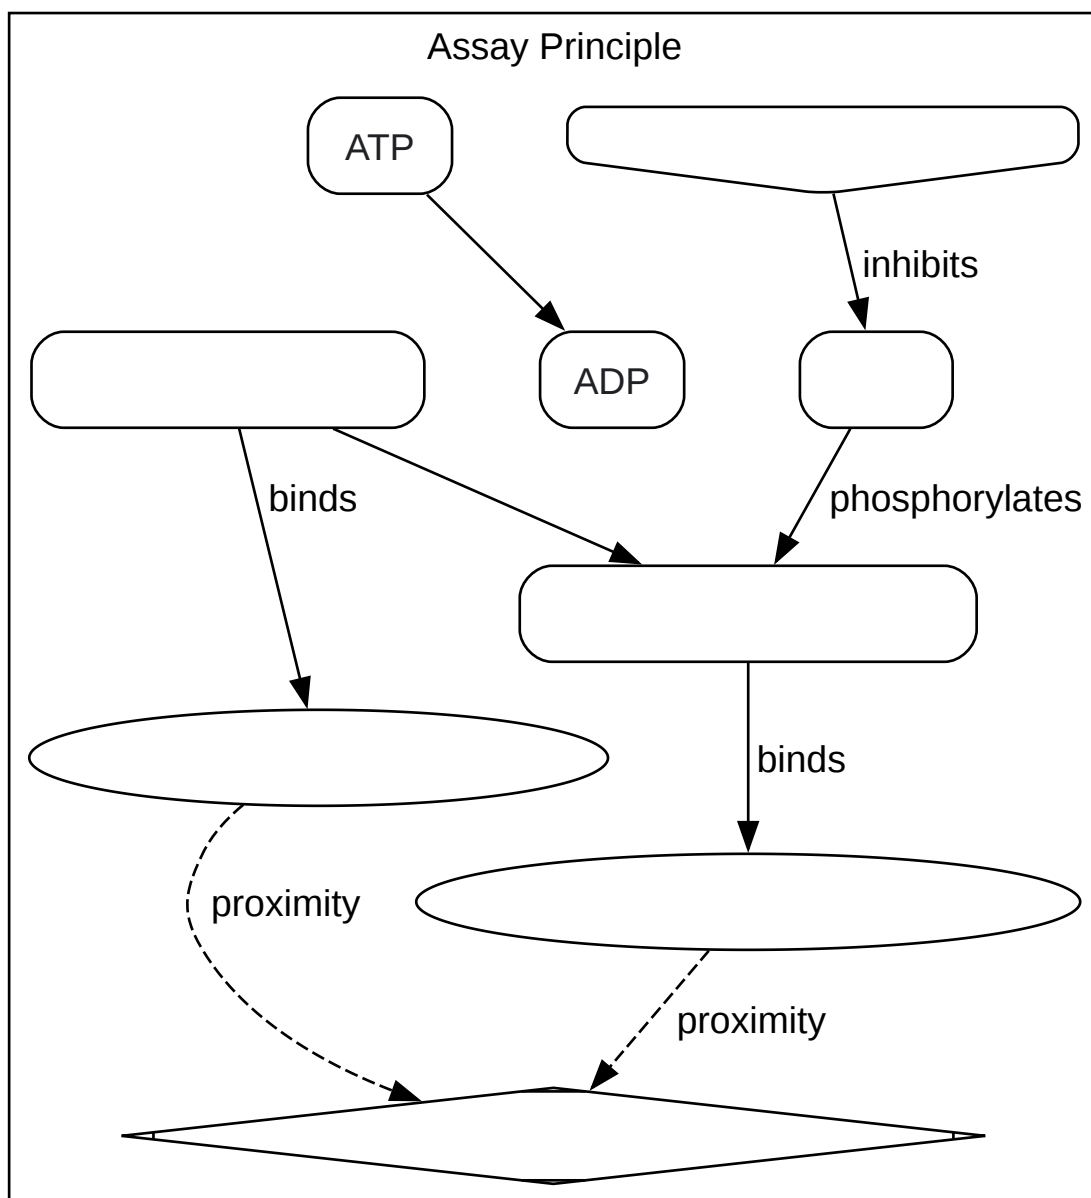 Assay Principle
ATP
inhibits
ADP
binds
phosphorylates
binds
proximity
proximity